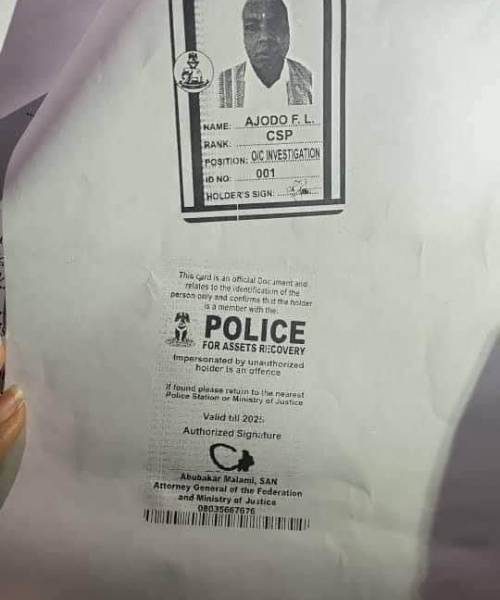 NAME: AJODO F. L.
RANK: CSP
POSITION: O/C INVESTIGATION
ID NO: 001
HOLDER'S SIGN:
This card is an official Document and
relates to the identification of the
person only and confirms that the holder
is a member with the:
POLICE
FOR ASSETS RECOVERY
Impersonated by unauthorized
holder is an offence
If found please return to the nearest
Police Station or Ministry of Justice
Valid till 2025
Authorized Signature
Abubakar Malami, SAN
Attorney General of the Federation
and Ministry of Justice
08035667676